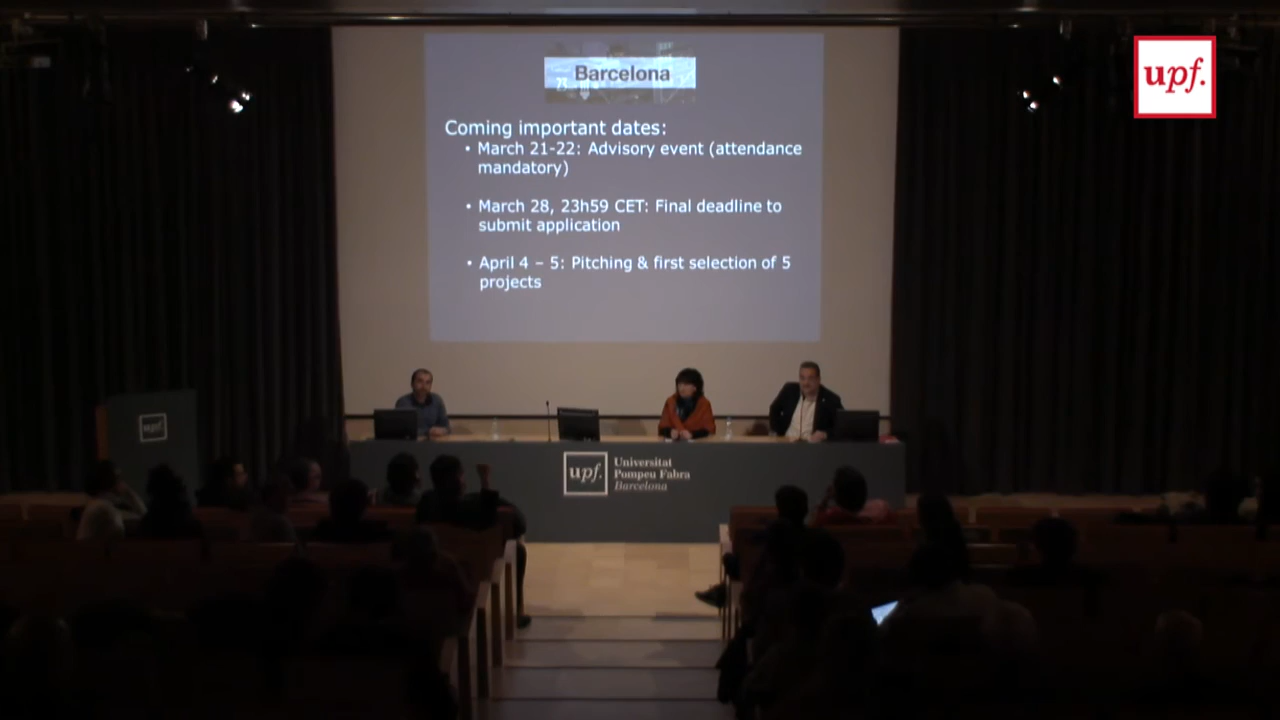 upf.
Barcelona
Coming important dates:
• March 21-22: Advisory event (attendance
mandatory)
• March 28, 23h59 CET: Final deadline to
submit application
• April 4 – 5: Pitching & first selection of 5
projects
upf.
upf.
Universitat
Pompeu Fabra
Barcelona